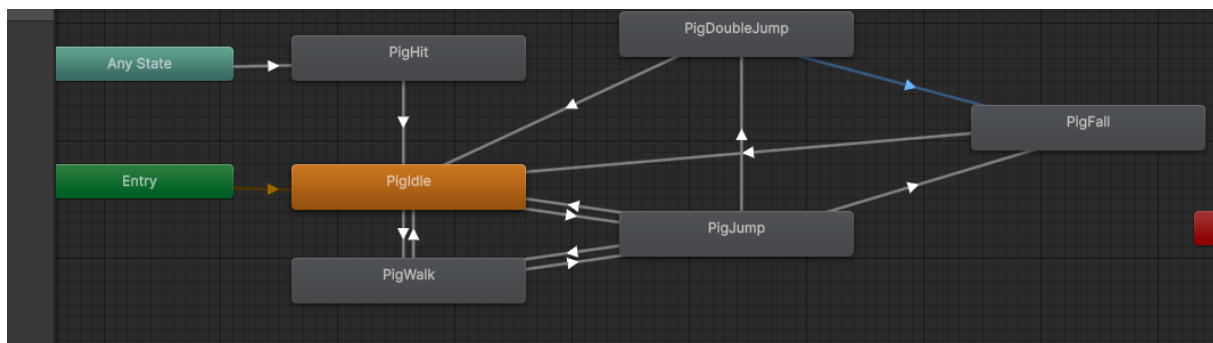 PigDoubleJump
PigHit
Any State
PigFall
Entry
PigIdle
PigJump
PigWalk